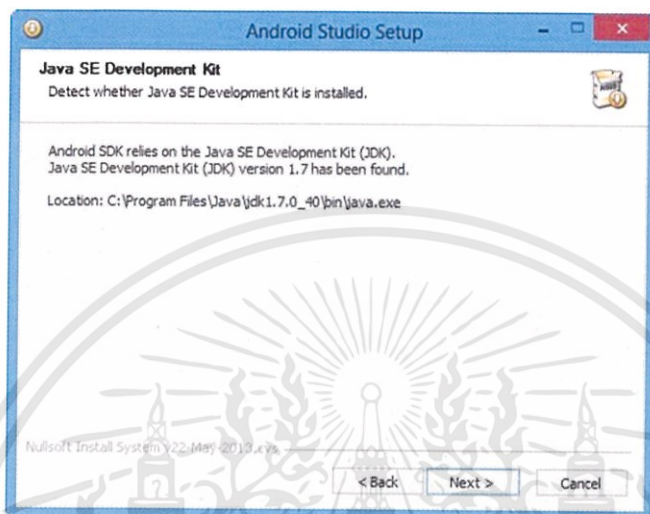 Android Studio Setup
Java SE Development Kit
Detect whether Java SE Development Kit is installed.
Android SDK relies on the Java SE Development Kit (JDK).
Java SE Development Kit (JDK) version 1.7 has been found.
Location: C:\Program Files\Java\jdk1.7.0_40\bin\java.exe
Nullsoft Install System v22-May-2013.cvs
< Back Next > Cancel